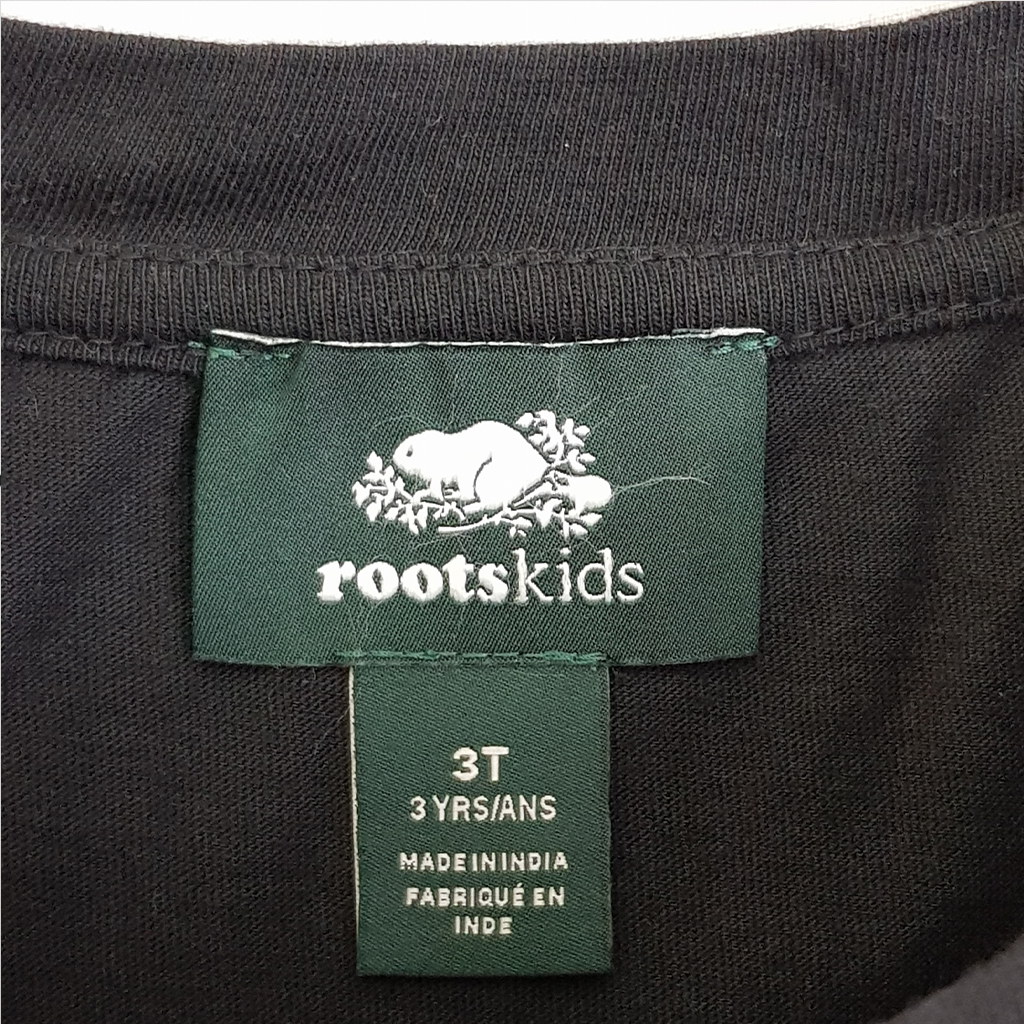 rootskids
3T
3 YRS/ANS
MADE IN INDIA
FABRIQUÉ EN
INDE